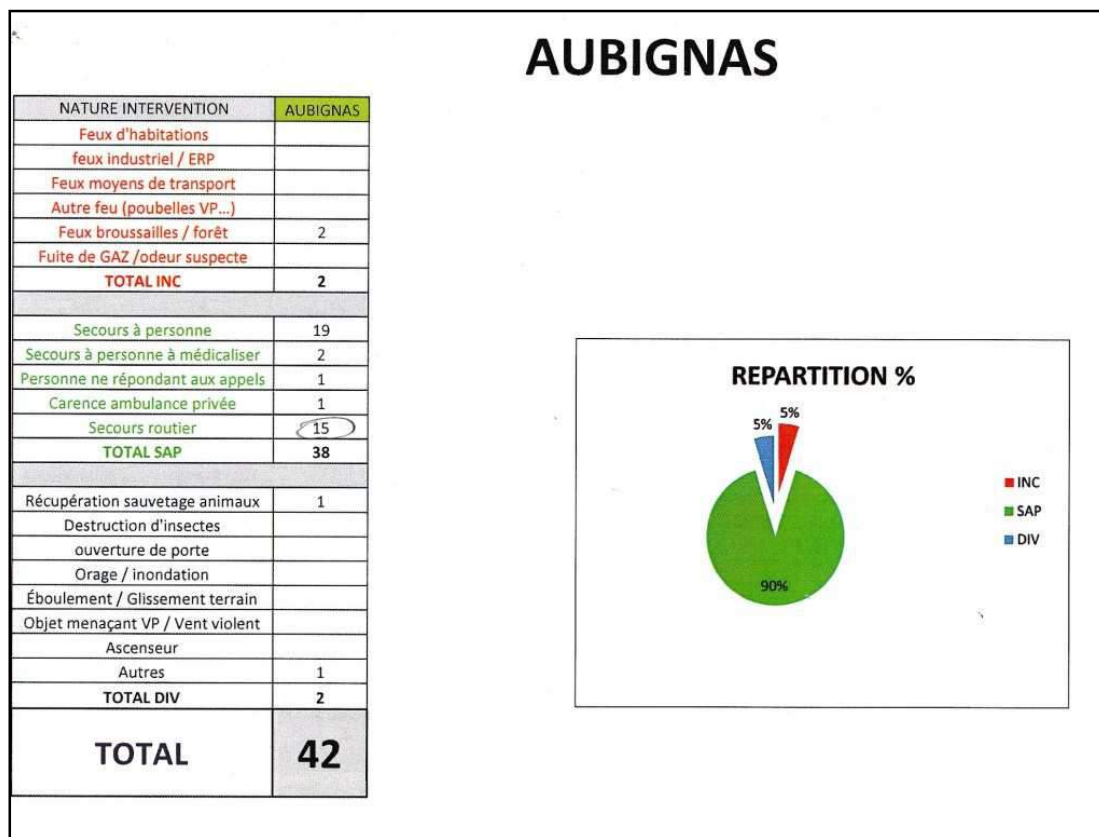 AUBIGNAS
NATURE INTERVENTION AUBIGNAS
Feux d'habitations
feux industriel / ERP
Feux moyens de transport
Autre feu (poubelles VP...)
Feux broussailles / forêt 2
Fuite de GAZ /odeur suspecte
TOTAL INC 2
Secours à personne 19
Secours à personne à médicaliser 2
Personne ne répondant aux appels 1
Carence ambulance privée 1
Secours routier 15
TOTAL SAP 38
Récupération sauvetage animaux 1
Destruction d'insectes
ouverture de porte
Orage / inondation
Éboulement / Glissement terrain
Objet menaçant VP / Vent violent
Ascenseur
Autres 1
TOTAL DIV 2
TOTAL 42
REPARTITION %
5% 5%
90%
INC
SAP
DIV